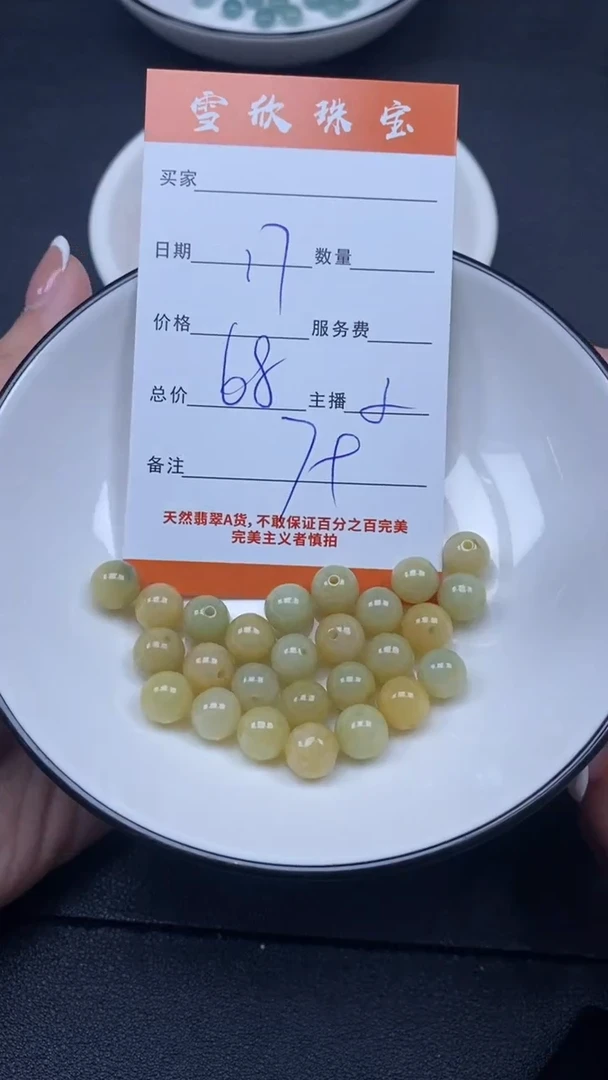 雪欣珠宝
买家
日期 17 数量
价格 服务费
总价 68 主播
备注
天然翡翠A货,不敢保证百分之百完美
完美主义者慎拍